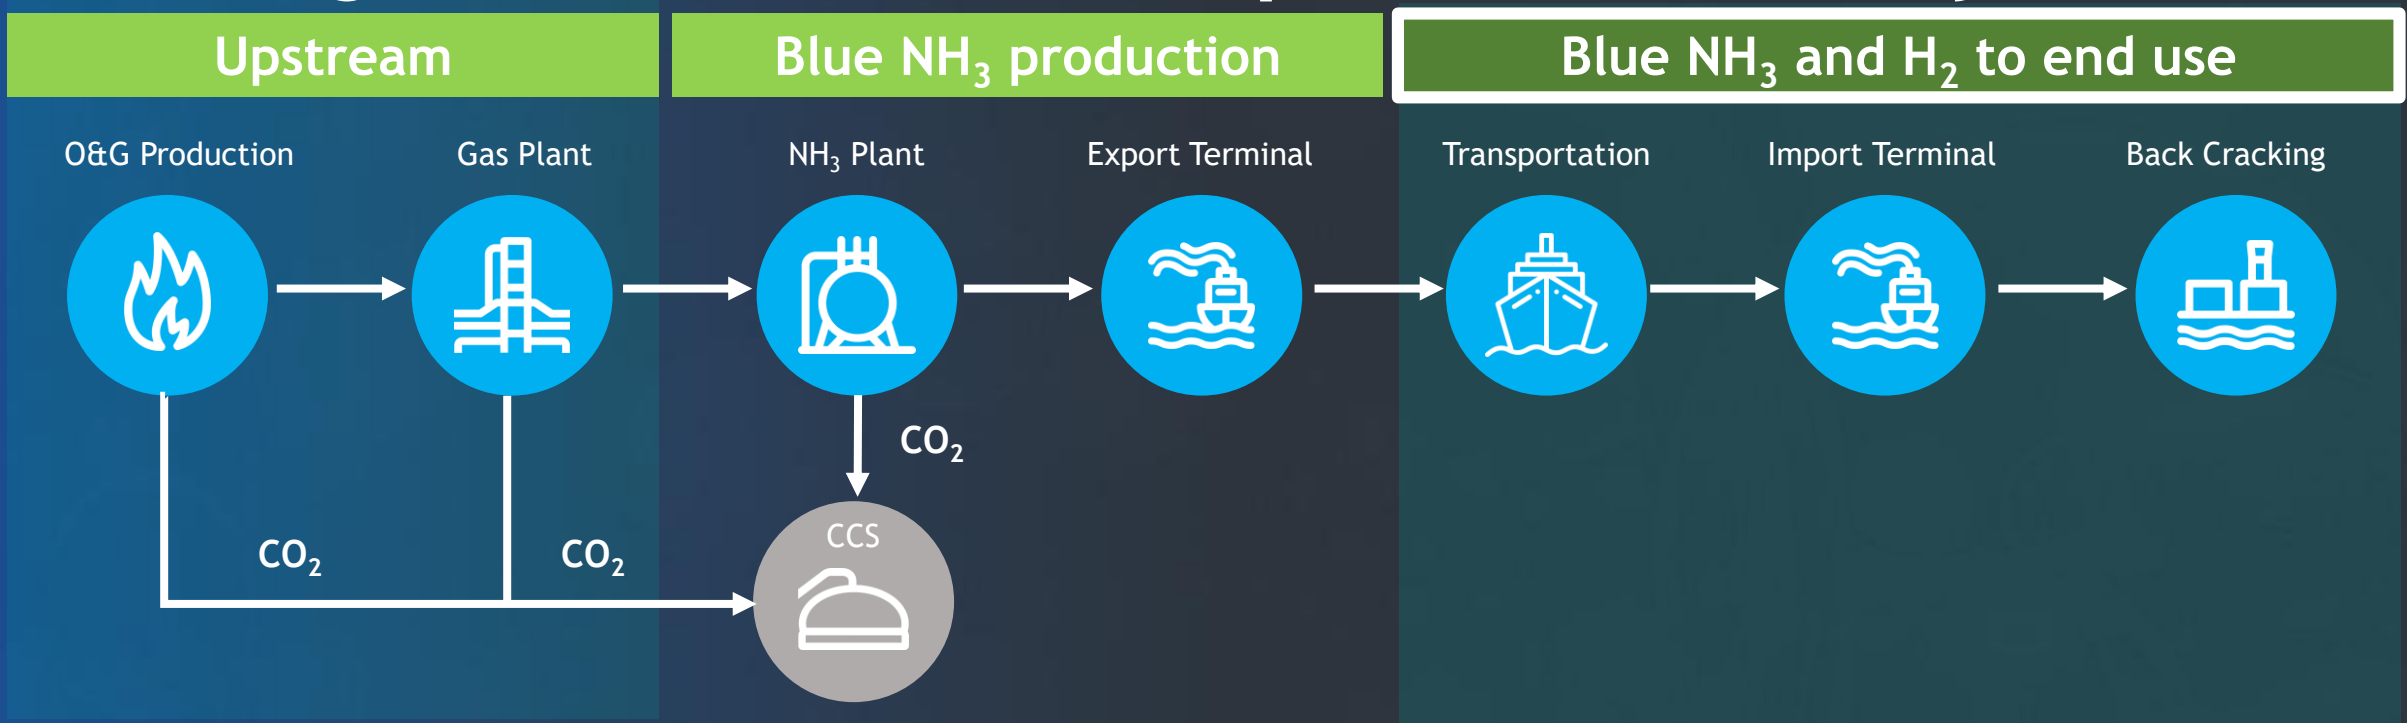 Upstream
Blue NH₃ production
Blue NH₃ and H₂ to end use
O&G Production
Gas Plant
NH₃ Plant
Export Terminal
Transportation
Import Terminal
Back Cracking
CO₂
CCS
CO₂
CO₂